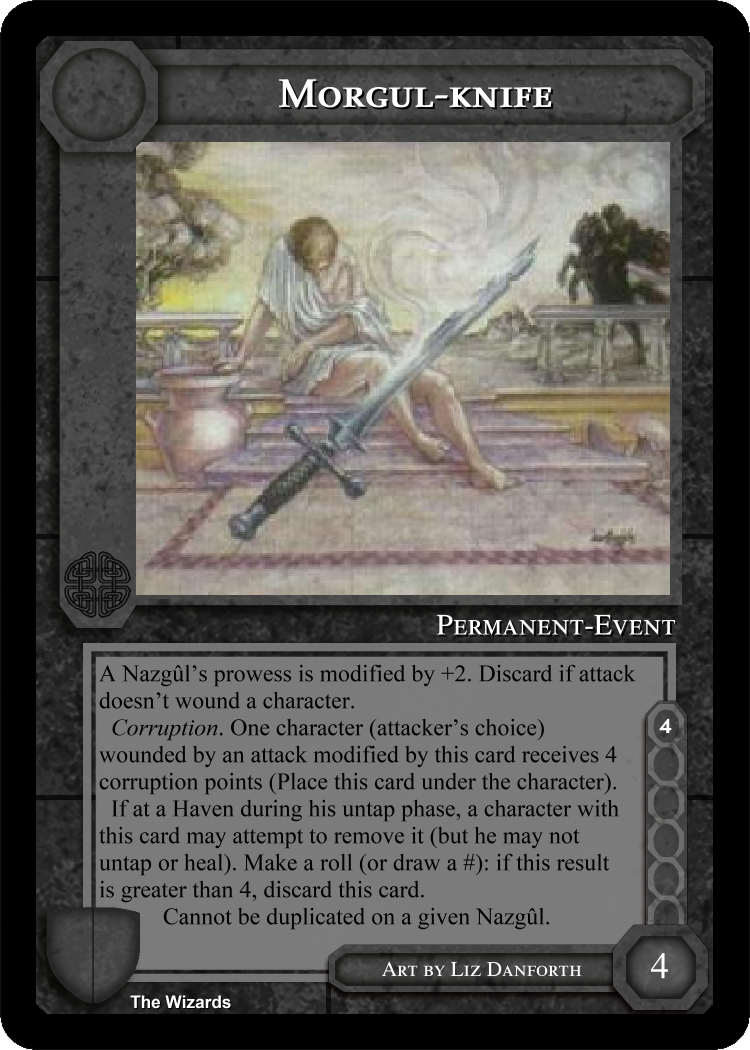 Morgul-knife
Permanent-Event
A Nazgûl's prowess is modified by +2. Discard if attack
doesn't wound a character.
Corruption. One character (attacker's choice)
wounded by an attack modified by this card receives 4
corruption points (Place this card under the character).
If at a Haven during his untap phase, a character with
this card may attempt to remove it (but he may not
untap or heal). Make a roll (or draw a #): if this result
is greater than 4, discard this card.
Cannot be duplicated on a given Nazgûl.
4
Art by Liz Danforth
4
The Wizards